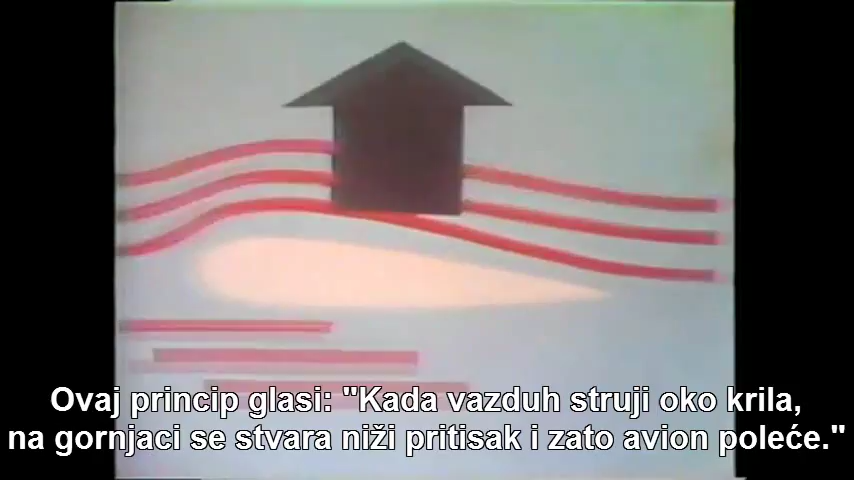 Ovaj princip glasi: "Kada vazduh struji oko krila,
na gornjaci se stvara niži pritisak i zato avion poleće."